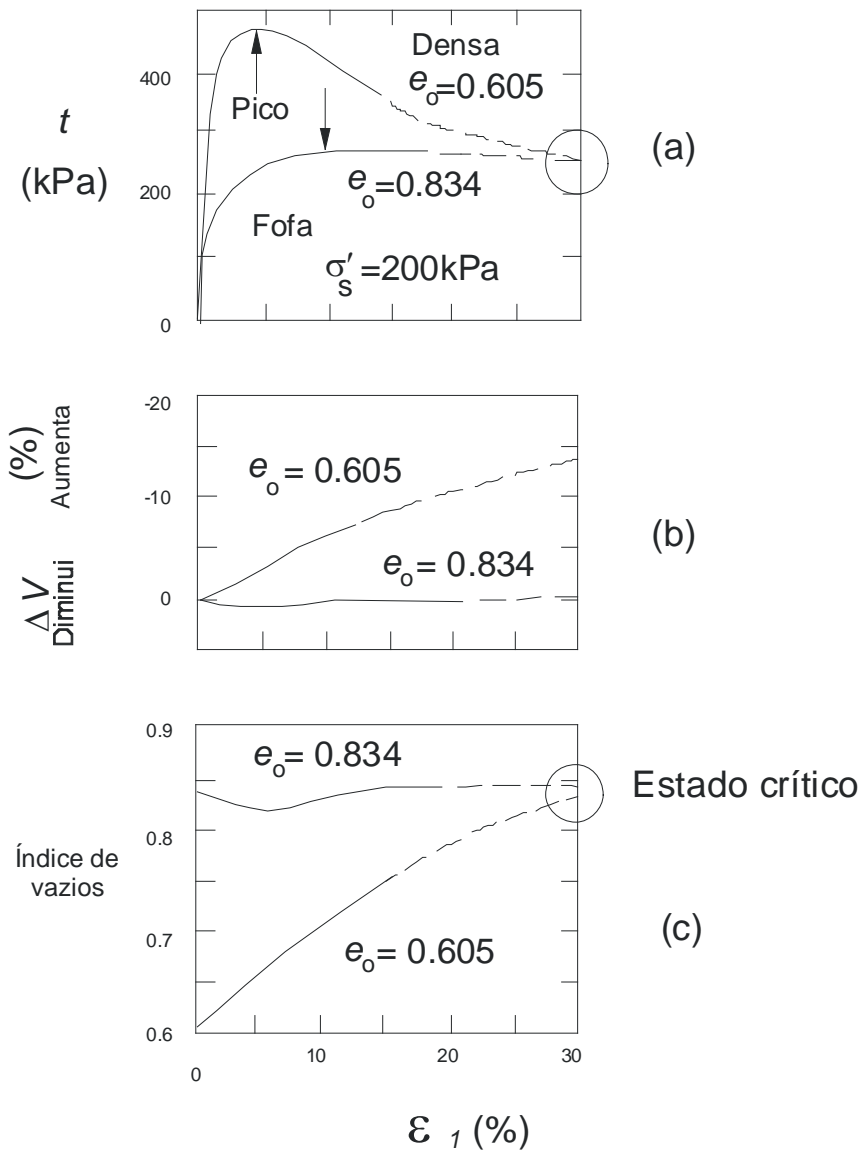 t
(kPa)
400
200
0
Densa
eo=0.605
Pico
eo=0.834
Fofa
σ's =200kPa
(a)
ΔV (%)
Diminui Aumenta
-20
-10
0
eo= 0.605
eo= 0.834
(b)
Índice de
vazios
0.9
0.8
0.7
0.6
eo= 0.834
Estado crítico
eo= 0.605
(c)
0 10 20 30
ε 1 (%)